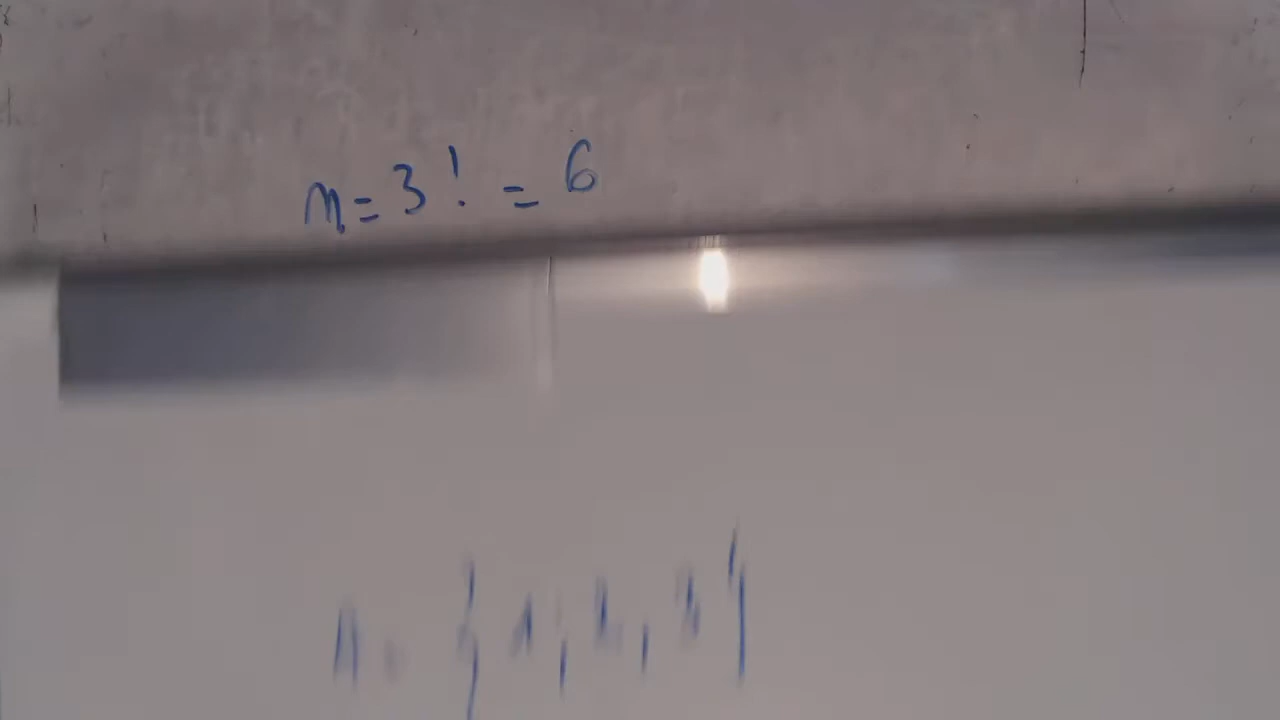 n = 3! = 6
A = {1, 2, 3}